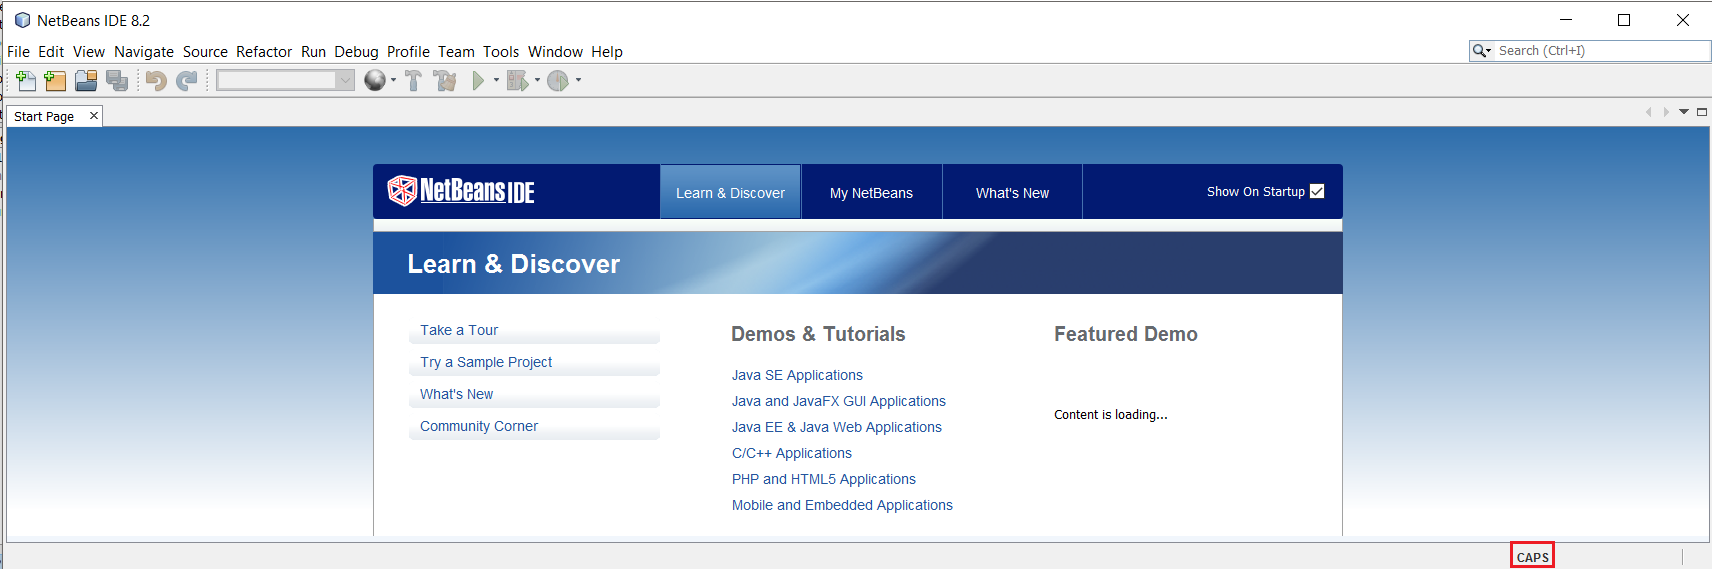 NetBeans IDE 8.2
File Edit View Navigate Source Refactor Run Debug Profile Team Tools Window Help
Search (Ctrl+I)
Start Page
NetBeans IDE
Learn & Discover
My NetBeans
What's New
Show On Startup
Learn & Discover
Take a Tour
Try a Sample Project
What's New
Community Corner
Demos & Tutorials
Java SE Applications
Java and JavaFX GUI Applications
Java EE & Java Web Applications
C/C++ Applications
PHP and HTML5 Applications
Mobile and Embedded Applications
Featured Demo
Content is loading...
CAPS